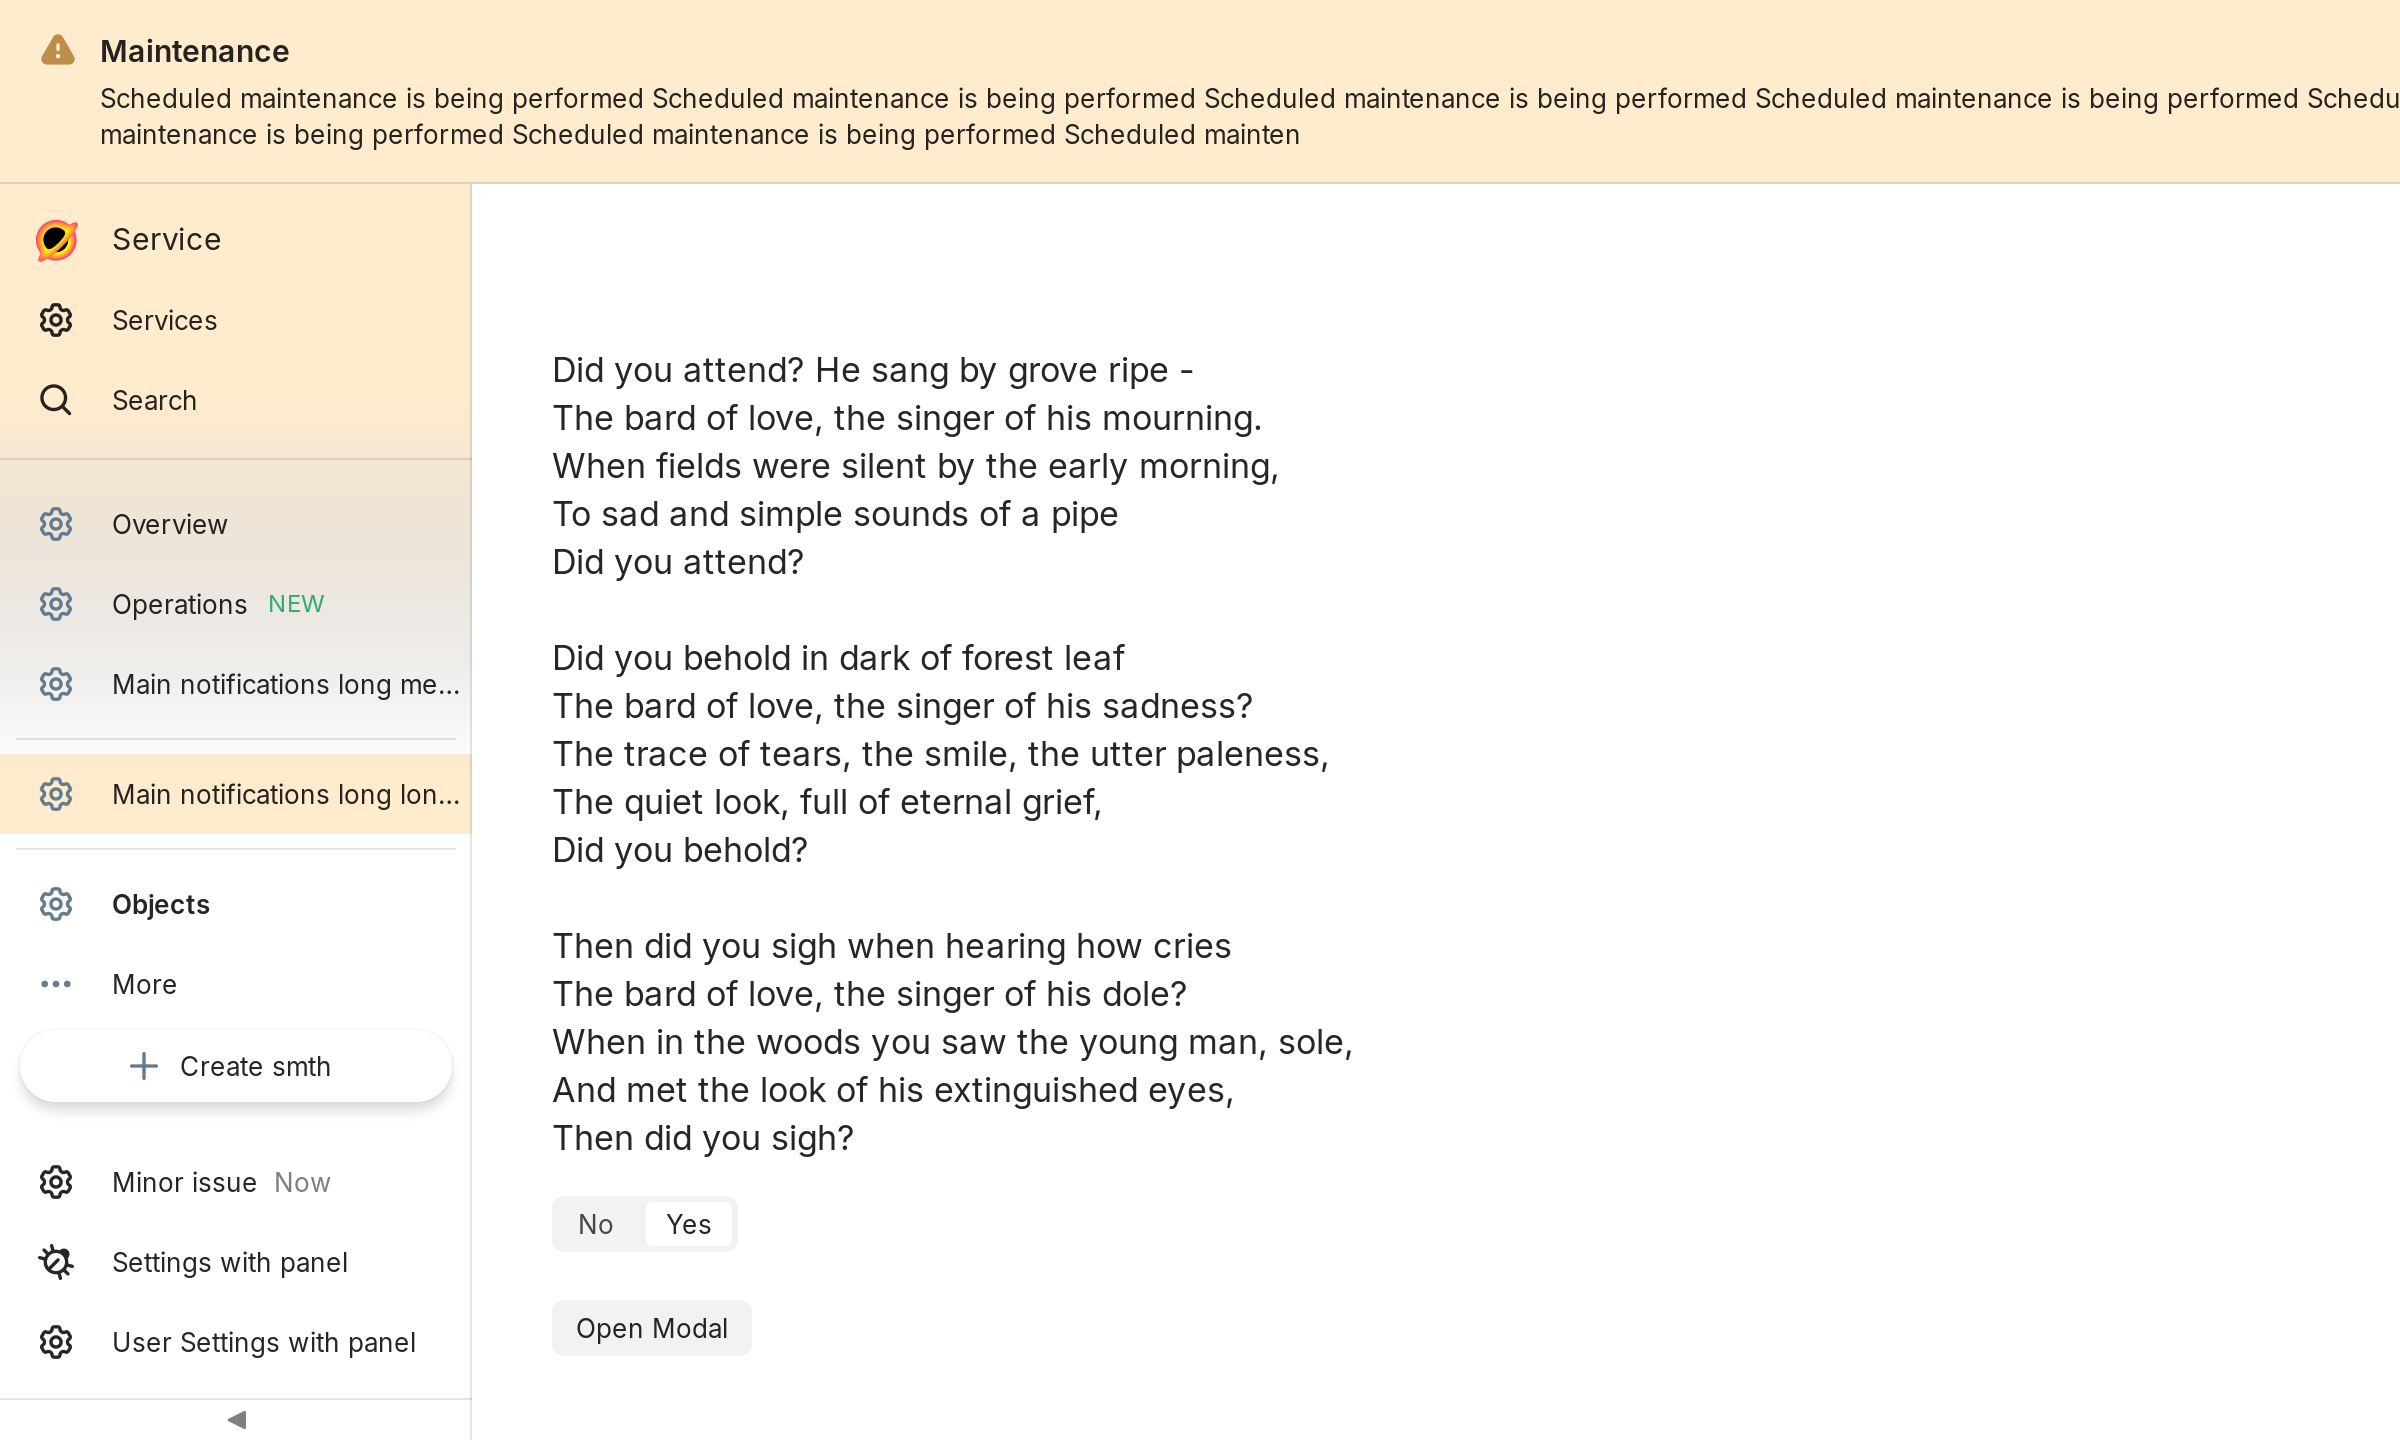 Maintenance
Scheduled maintenance is being performed Scheduled maintenance is being performed Scheduled maintenance is being performed Scheduled maintenance is being performed Schedu
maintenance is being performed Scheduled maintenance is being performed Scheduled mainten
Service
Services
Search
Overview
Operations NEW
Main notifications long me...
Main notifications long lon...
Objects
More
Create smth
Minor issue Now
Settings with panel
User Settings with panel
Did you attend? He sang by grove ripe -
The bard of love, the singer of his mourning.
When fields were silent by the early morning,
To sad and simple sounds of a pipe
Did you attend?
Did you behold in dark of forest leaf
The bard of love, the singer of his sadness?
The trace of tears, the smile, the utter paleness,
The quiet look, full of eternal grief,
Did you behold?
Then did you sigh when hearing how cries
The bard of love, the singer of his dole?
When in the woods you saw the young man, sole,
And met the look of his extinguished eyes,
Then did you sigh?
No Yes
Open Modal